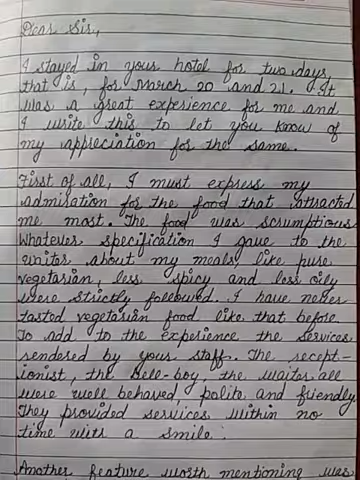 Dear Sir,
I stayed in your hotel for two days,
that is, for March 20 and 21. It
was a great experience for me and
I write this to let you know of
my appreciation for the same.
First of all, I must express my
admiration for the food that attracted
me most. The food was scrumptious
Whatever specification I gave to the
waiter about my meals, like pure
vegetarian, less spicy and less oily
were strictly followed. I have never
tasted vegetarian food like that before.
To add to the experience the services
rendered by your staff. The recept-
ionist, the bell-boy, the waiter all
were well behaved, polite and friendly
They provided services within no
time with a smile.
Another feature worth mentioning was